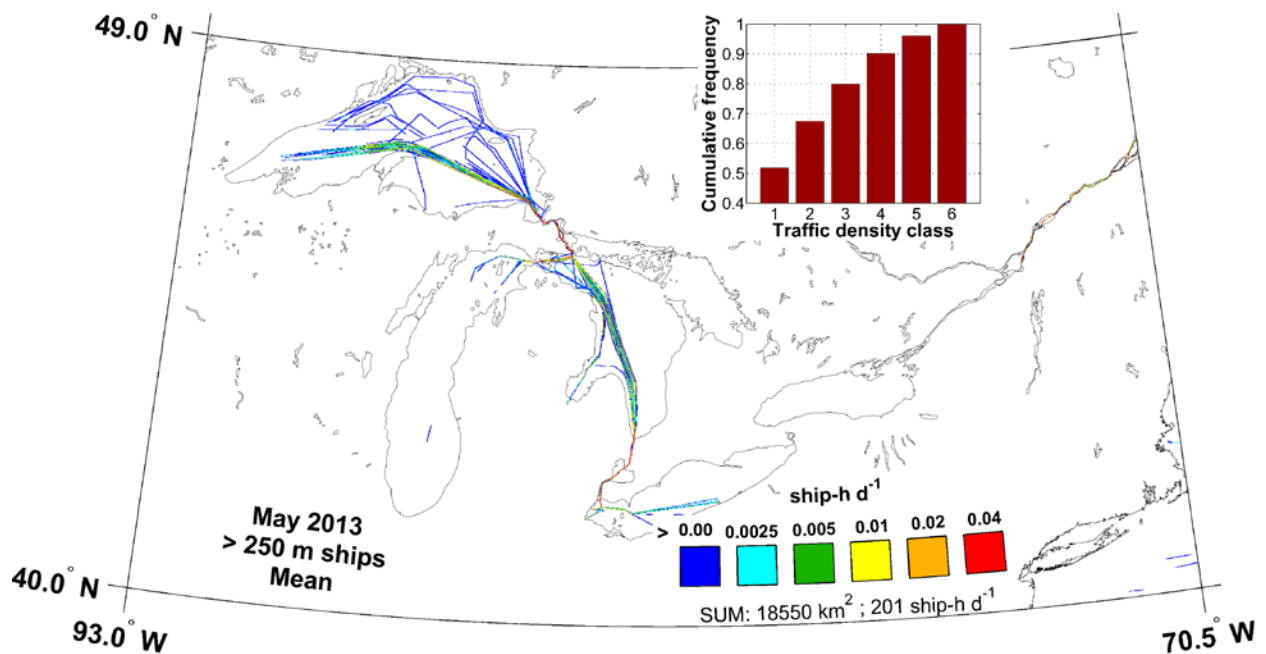 49.0° N
Cumulative frequency
1
0.9
0.8
0.7
0.6
0.5
0.4
1 2 3 4 5 6
Traffic density class
May 2013
> 250 m ships
Mean
ship-h d⁻¹
> 0.00 0.0025 0.005 0.01 0.02 0.04
SUM: 18550 km² ; 201 ship-h d⁻¹
40.0° N
93.0° W
70.5° W